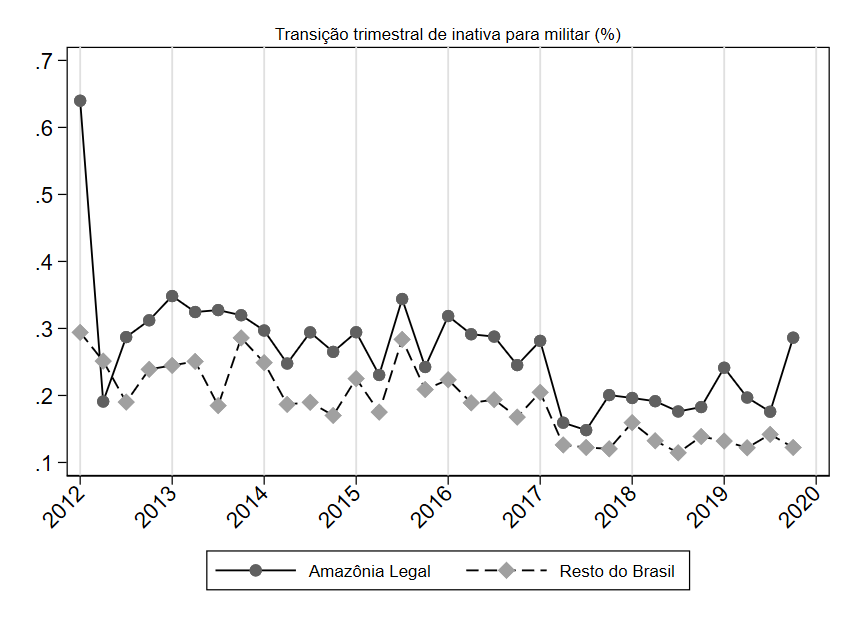 Transição trimestral de inativa para militar (%)
.7
.6
.5
.4
.3
.2
.1
2012 2013 2014 2015 2016 2017 2018 2019 2020
Amazônia Legal Resto do Brasil